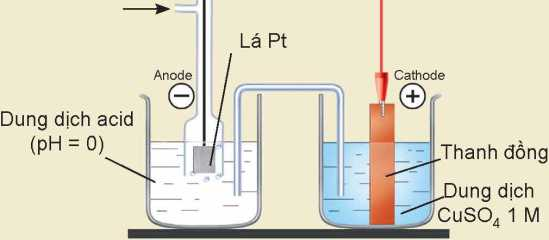 Lá Pt
Anode
−
Cathode
+
Dung dịch acid
(pH = 0)
Thanh đồng
Dung dịch
CuSO₄ 1 M